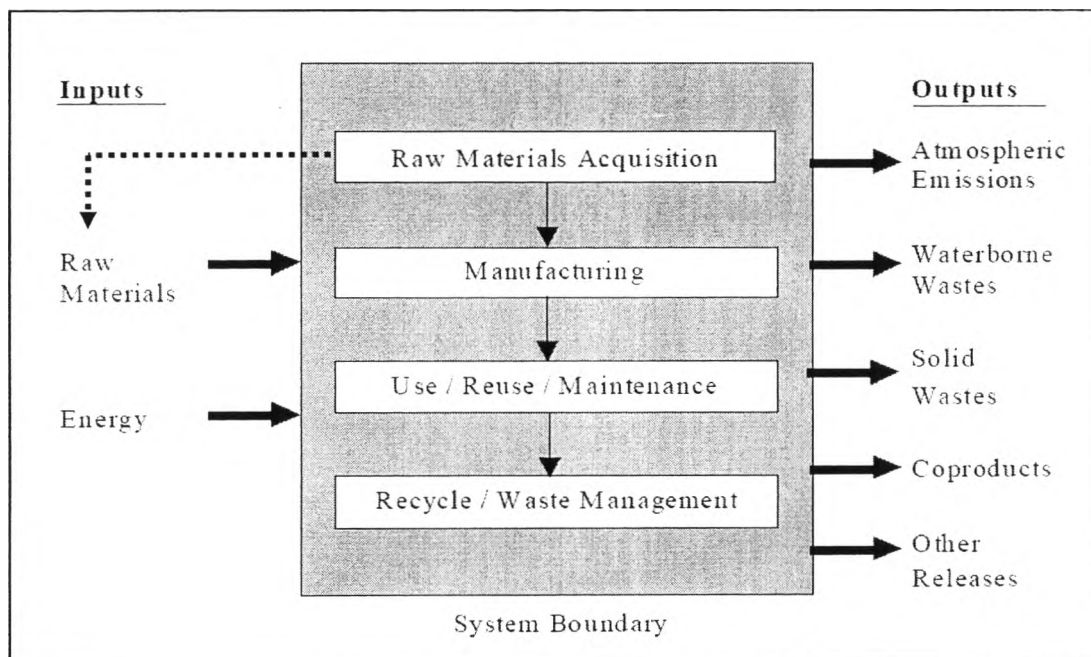 Inputs
Raw
Materials
Energy
Raw Materials Acquisition
Manufacturing
Use / Reuse / Maintenance
Recycle / Waste Management
System Boundary
Outputs
Atmospheric
Emissions
Waterborne
Wastes
Solid
Wastes
Coproducts
Other
Releases